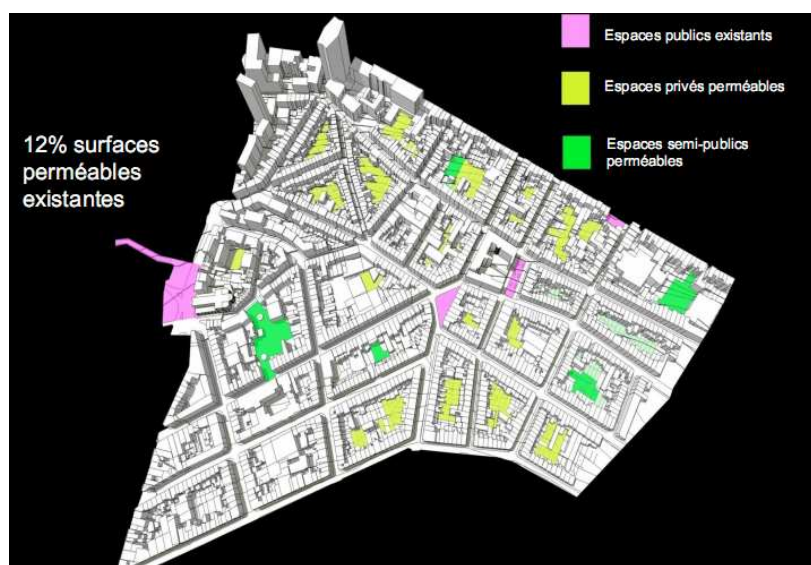 Espaces publics existants
Espaces privés perméables
Espaces semi-publics
perméables
12% surfaces
perméables
existantes